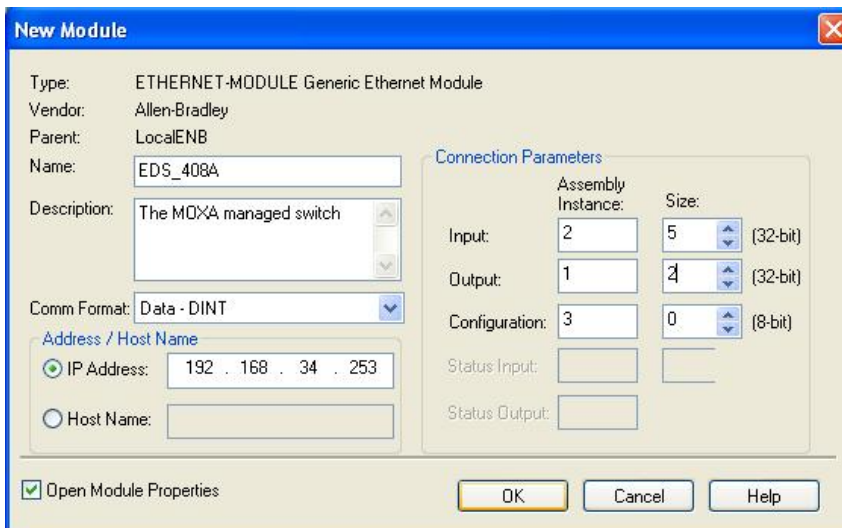 New Module
Type: ETHERNET-MODULE Generic Ethernet Module
Vendor: Allen-Bradley
Parent: LocalENB
Name: EDS_408A
Description: The MOXA managed switch
Comm Format: Data - DINT
Address / Host Name
IP Address: 192 . 168 . 34 . 253
Host Name:
Connection Parameters
Assembly Instance: Size:
Input: 2 5 (32-bit)
Output: 1 2 (32-bit)
Configuration: 3 0 (8-bit)
Status Input:
Status Output:
Open Module Properties
OK Cancel Help